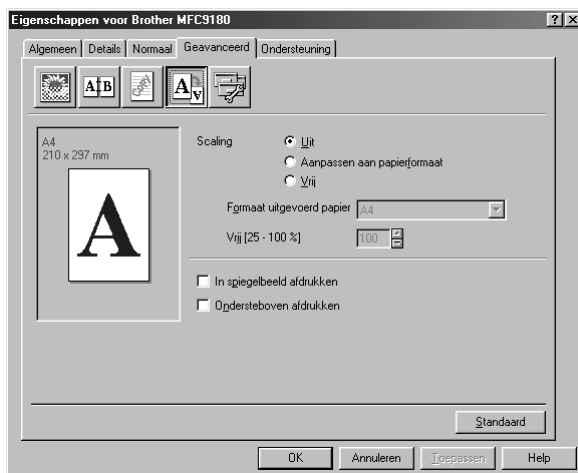 Eigenschappen voor Brother MFC9180
Algemeen Details Normaal Geavanceerd Ondersteuning
A B COPY A A
A4
210 x 297 mm
A
Scaling Uit
Aanpassen aan papierformaat
Vrij
Formaat uitgevoerd papier A4
Vrij [25 - 100 %] 100
In spiegelbeeld afdrukken
Ondersteboven afdrukken
Standaard
OK Annuleren Toepassen Help